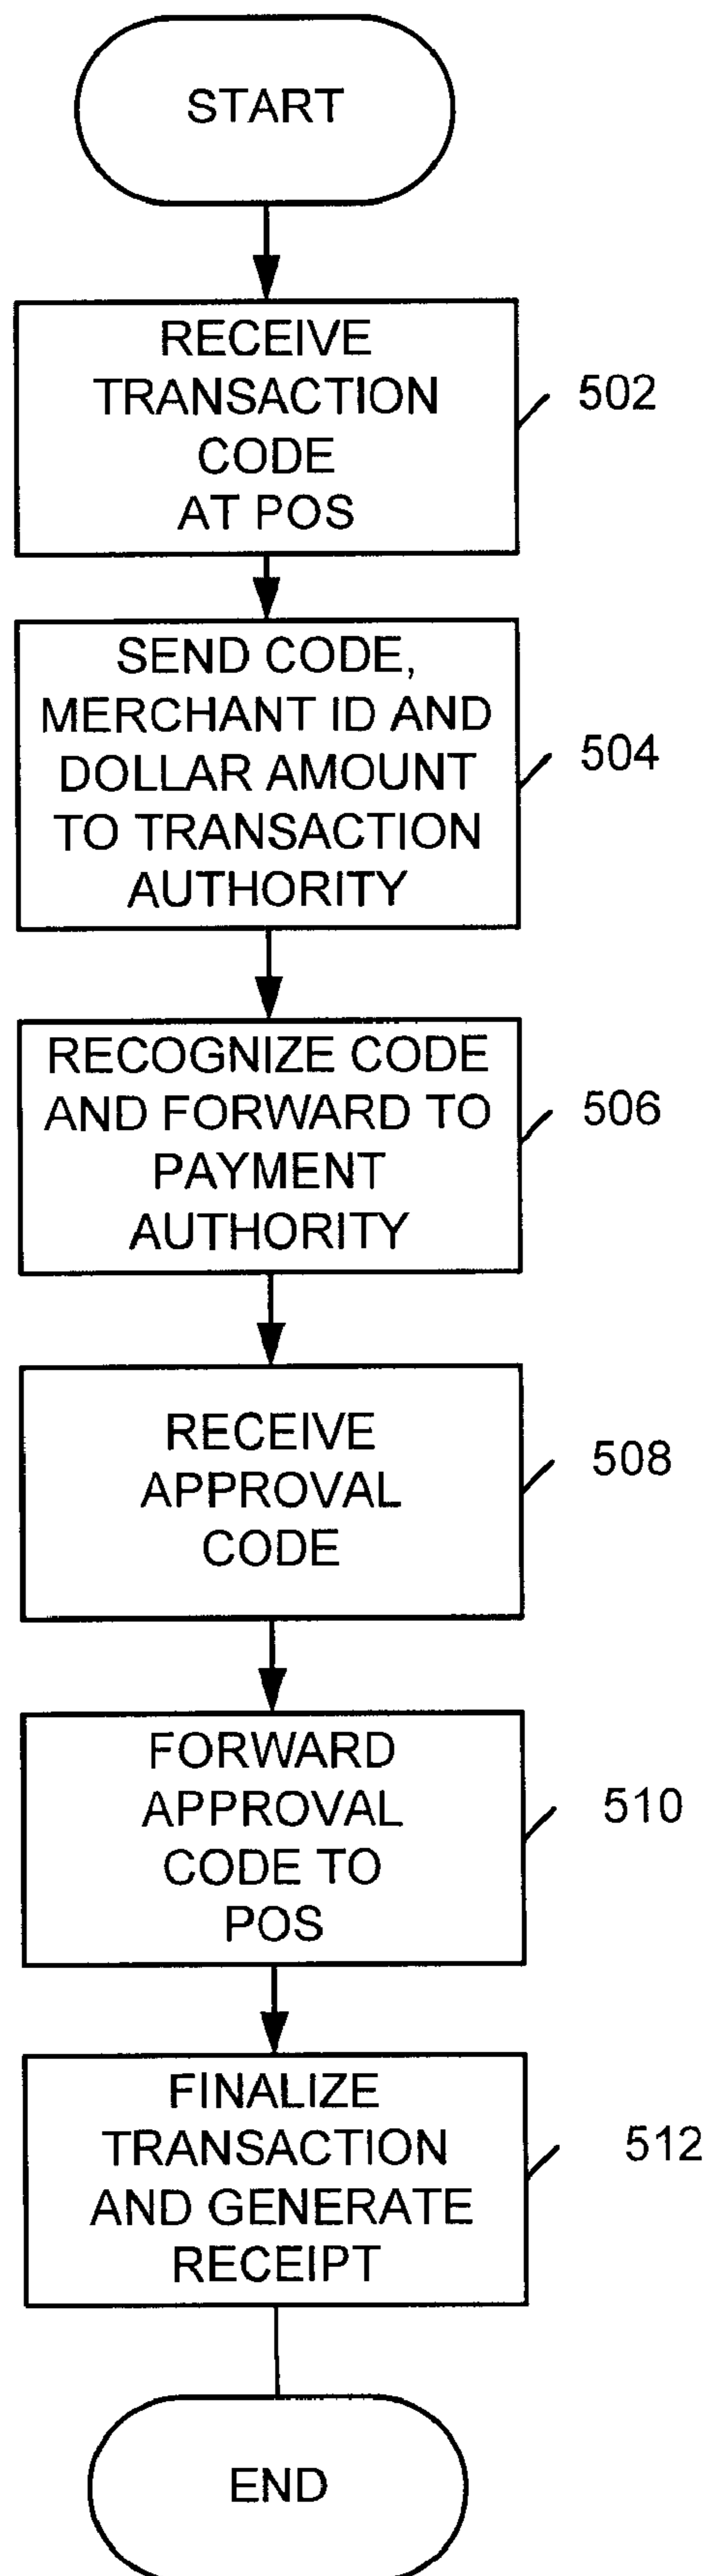 START
RECEIVE
TRANSACTION
CODE
AT POS
502
SEND CODE,
MERCHANT ID AND
DOLLAR AMOUNT
TO TRANSACTION
AUTHORITY
504
RECOGNIZE CODE
AND FORWARD TO
PAYMENT
AUTHORITY
506
RECEIVE
APPROVAL
CODE
508
FORWARD
APPROVAL
CODE TO
POS
510
FINALIZE
TRANSACTION
AND GENERATE
RECEIPT
512
END